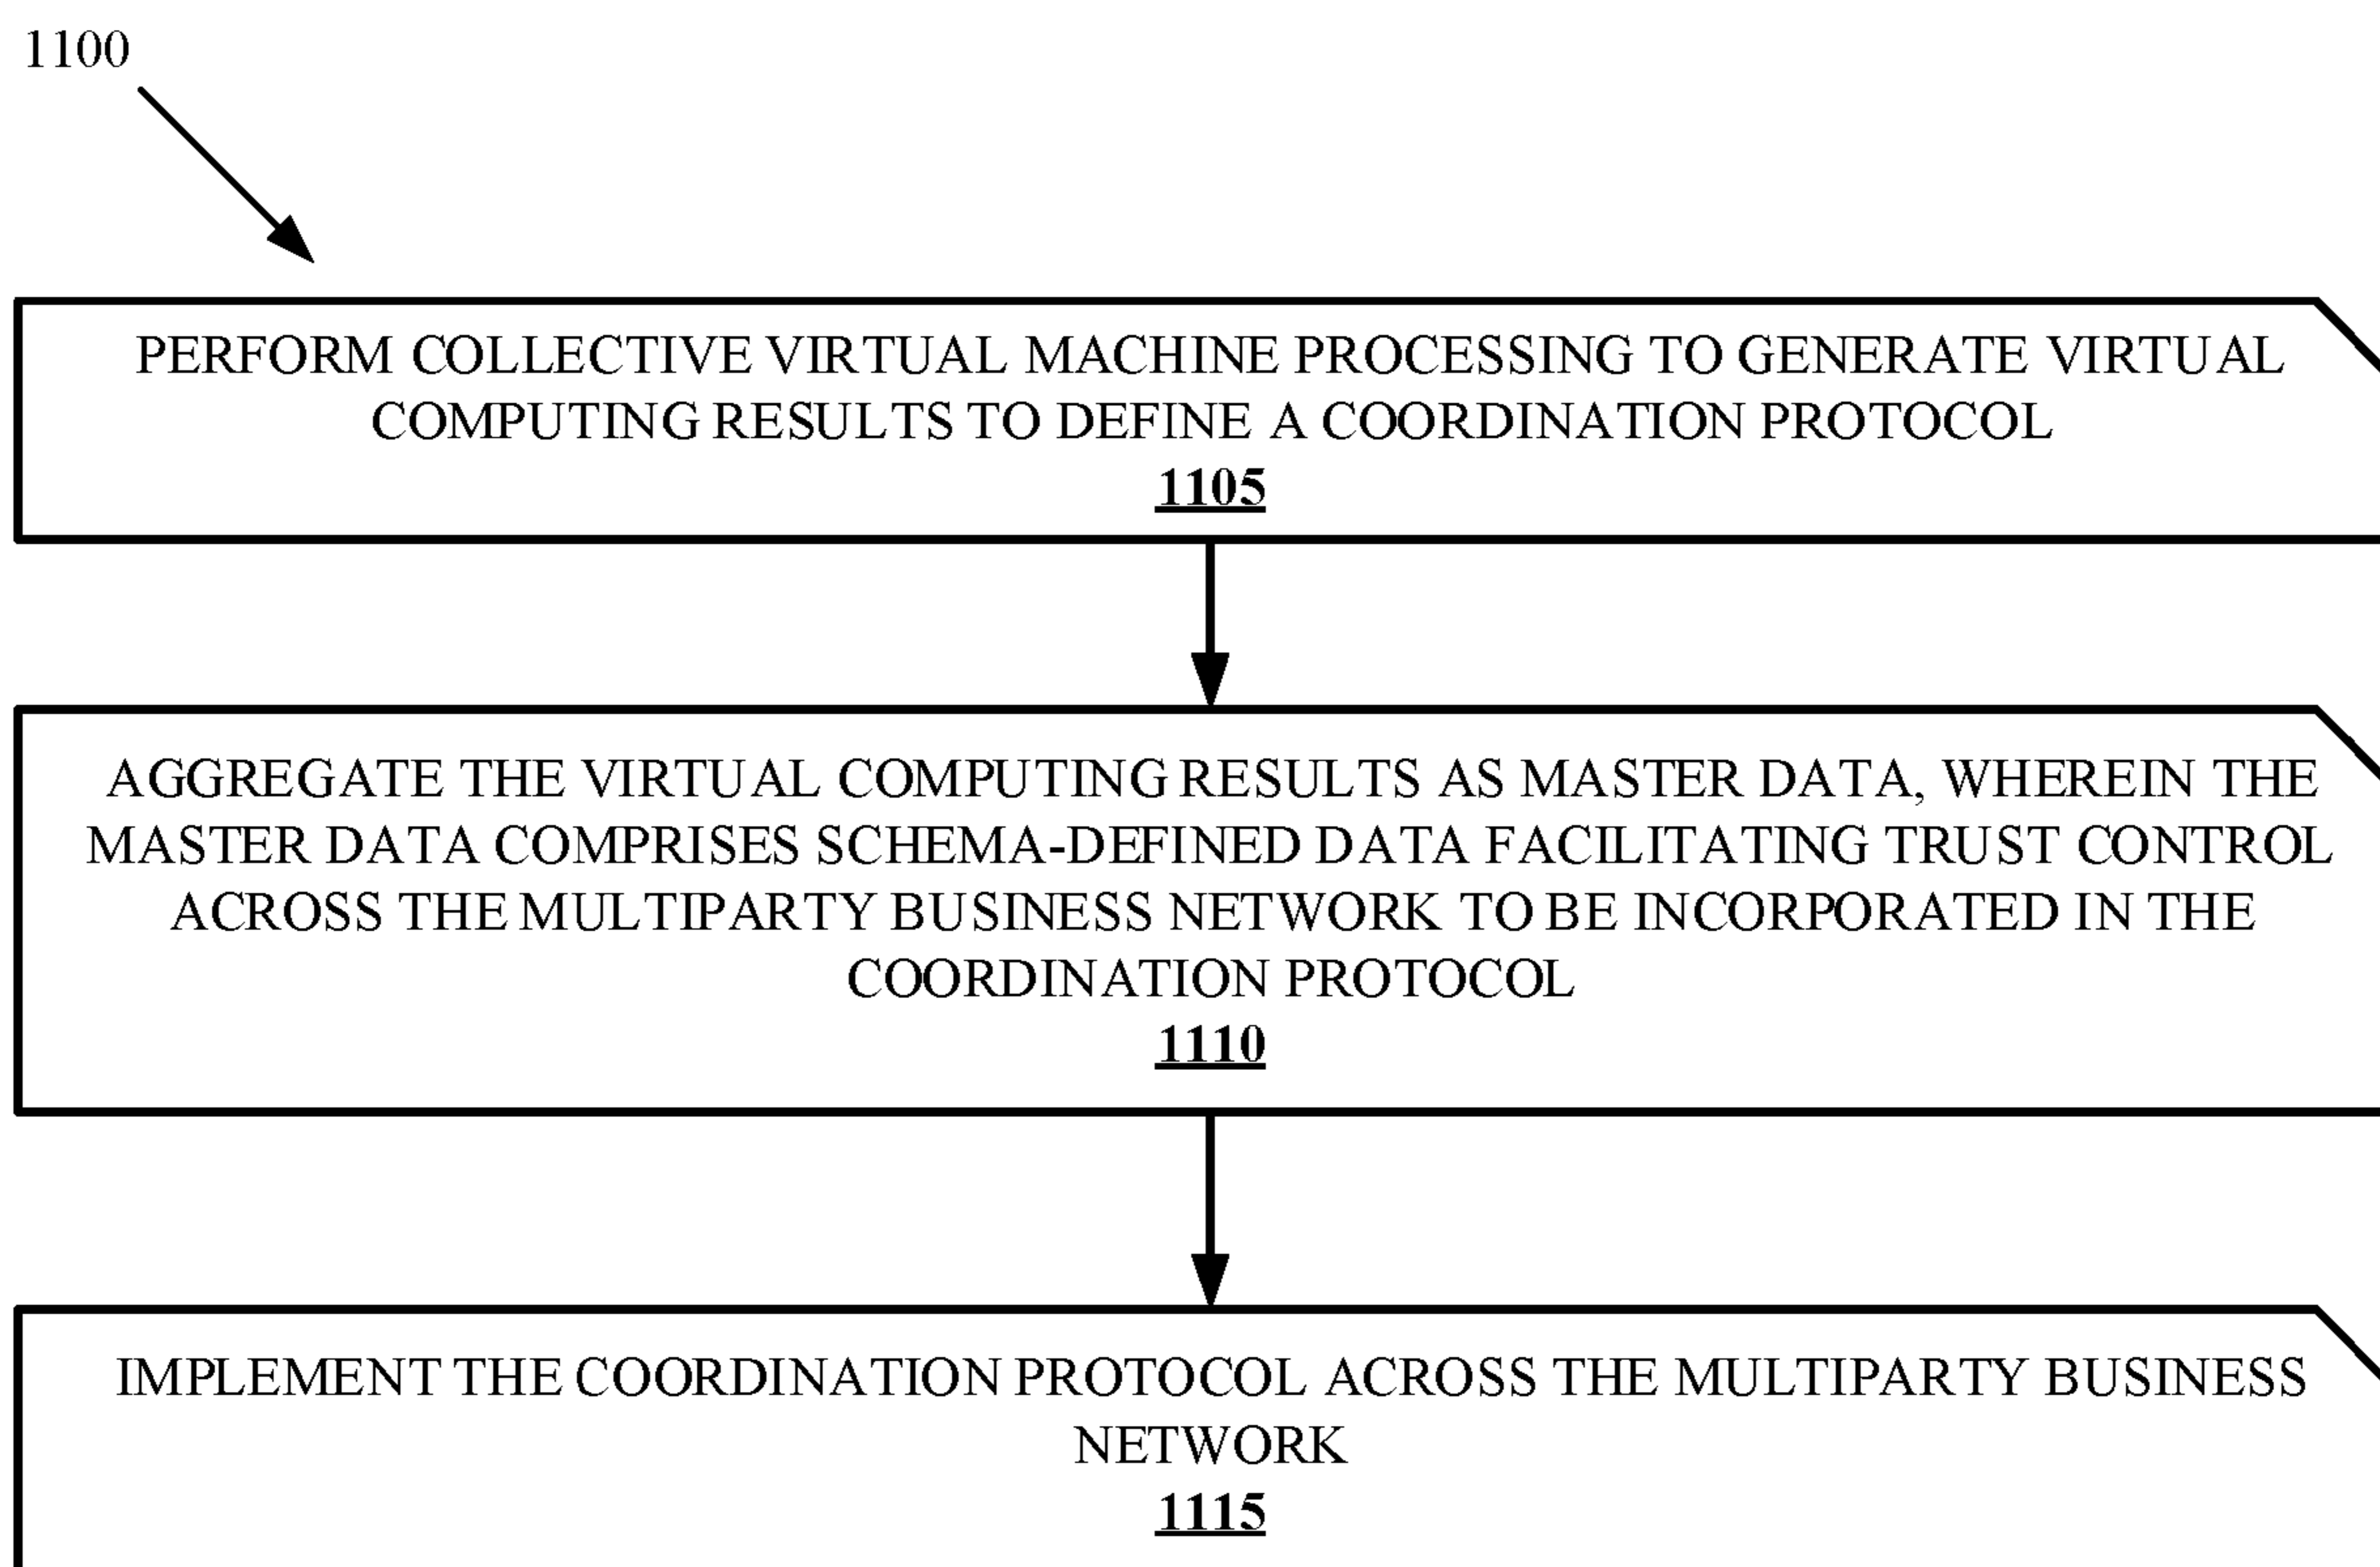 1100
PERFORM COLLECTIVE VIRTUAL MACHINE PROCESSING TO GENERATE VIRTUAL
COMPUTING RESULTS TO DEFINE A COORDINATION PROTOCOL
1105
AGGREGATE THE VIRTUAL COMPUTING RESULTS AS MASTER DATA, WHEREIN THE
MASTER DATA COMPRISES SCHEMA-DEFINED DATA FACILITATING TRUST CONTROL
ACROSS THE MULTIPARTY BUSINESS NETWORK TO BE INCORPORATED IN THE
COORDINATION PROTOCOL
1110
IMPLEMENT THE COORDINATION PROTOCOL ACROSS THE MULTIPARTY BUSINESS
NETWORK
1115